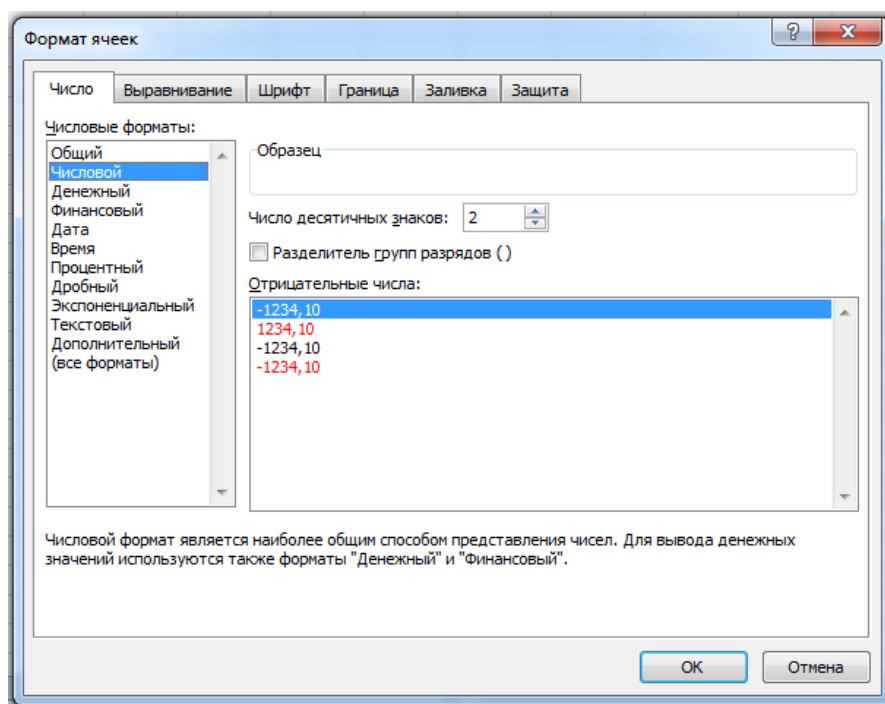 Формат ячеек
Число Выравнивание Шрифт Граница Заливка Защита
Числовые форматы:
Общий
Числовой
Денежный
Финансовый
Дата
Время
Процентный
Дробный
Экспоненциальный
Текстовый
Дополнительный
(все форматы)
Образец
Число десятичных знаков: 2
Разделитель групп разрядов ( )
Отрицательные числа:
-1234,10
1234,10
-1234,10
-1234,10
Числовой формат является наиболее общим способом представления чисел. Для вывода денежных
значений используются также форматы "Денежный" и "Финансовый".
ОК Отмена